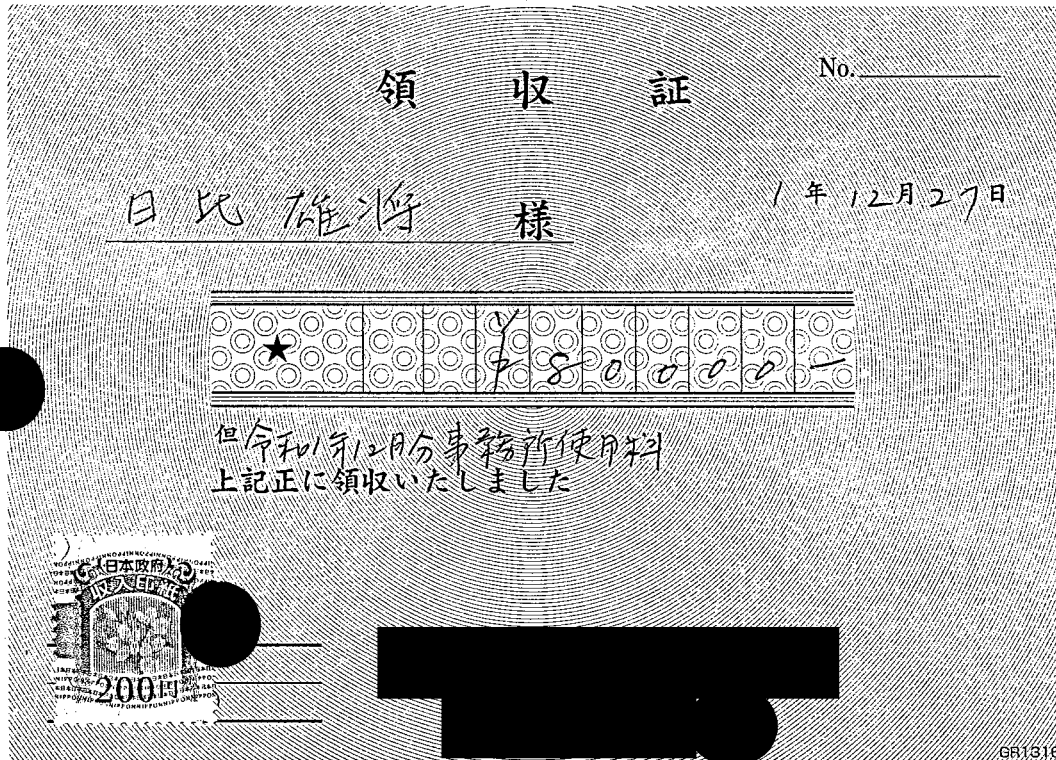 領収証
No.
日比 雄将 様
1年12月27日
★ ¥80000-
但 令和1年12月分事務所使用料
上記正に領収いたしました
日本政府
収入印紙
200円
GR1316